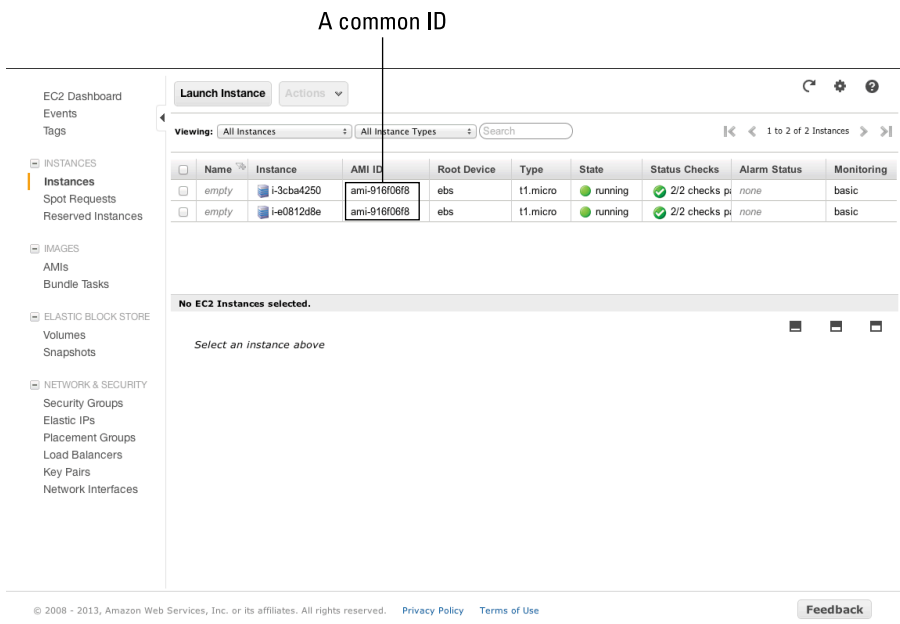 A common ID
EC2 Dashboard
Events
Tags
INSTANCES
Instances
Spot Requests
Reserved Instances
IMAGES
AMIs
Bundle Tasks
ELASTIC BLOCK STORE
Volumes
Snapshots
NETWORK & SECURITY
Security Groups
Elastic IPs
Placement Groups
Load Balancers
Key Pairs
Network Interfaces
Launch Instance Actions
Viewing: All Instances All Instance Types Search 1 to 2 of 2 Instances
Name Instance AMI ID Root Device Type State Status Checks Alarm Status Monitoring
empty i-3cba4250 ami-916f06f8 ebs t1.micro running 2/2 checks pa none basic
empty i-e0812d8e ami-916f06f8 ebs t1.micro running 2/2 checks pa none basic
No EC2 Instances selected.
Select an instance above
© 2008 - 2013, Amazon Web Services, Inc. or its affiliates. All rights reserved. Privacy Policy Terms of Use Feedback